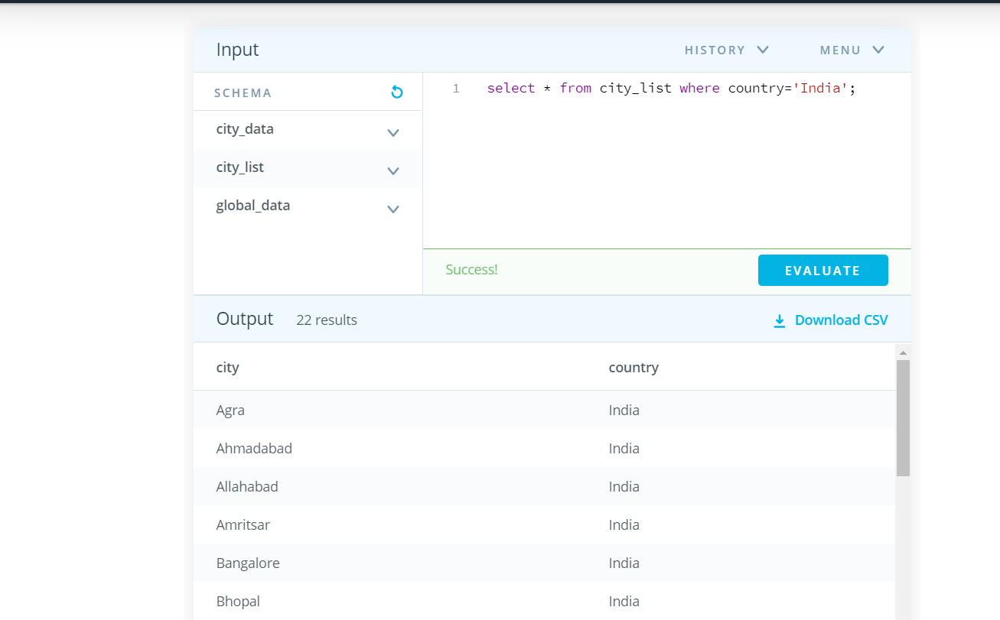 Input HISTORY MENU
SCHEMA
1 select * from city_list where country='India';
city_data
city_list
global_data
Success! EVALUATE
Output 22 results Download CSV
city country
Agra India
Ahmadabad India
Allahabad India
Amritsar India
Bangalore India
Bhopal India